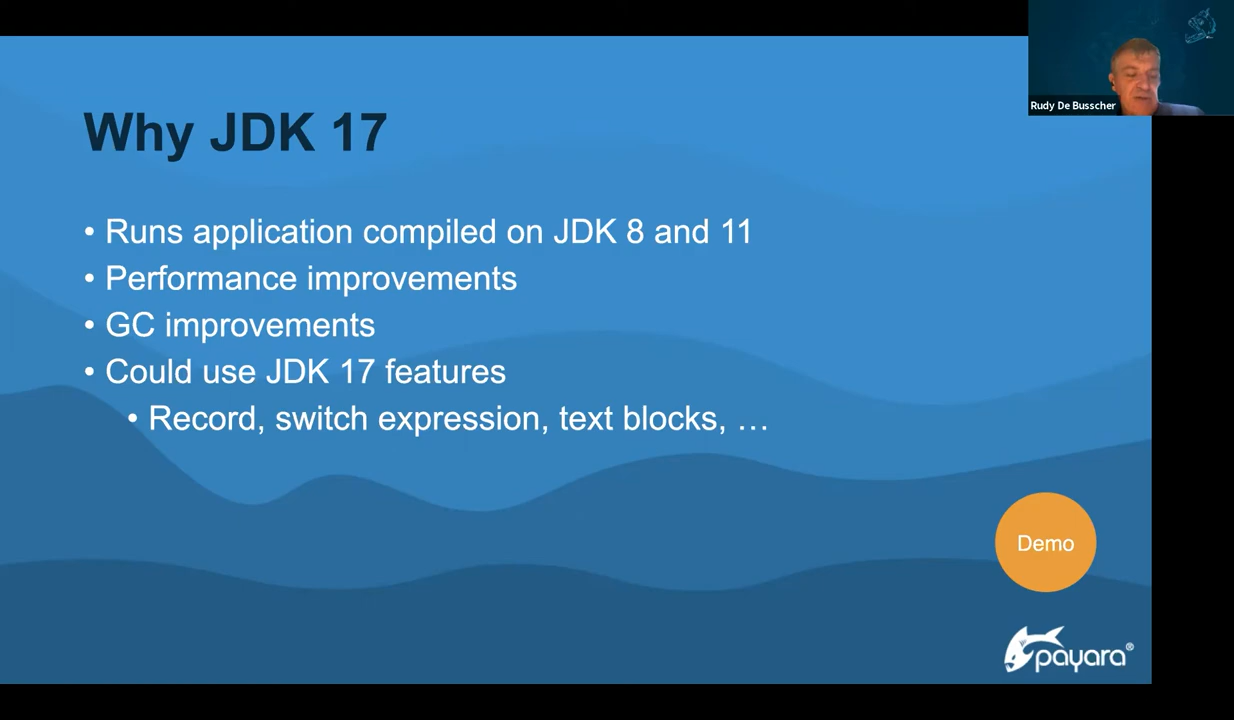 Rudy De Busscher
Why JDK 17
• Runs application compiled on JDK 8 and 11
• Performance improvements
• GC improvements
• Could use JDK 17 features
• Record, switch expression, text blocks, …
Demo
payara®